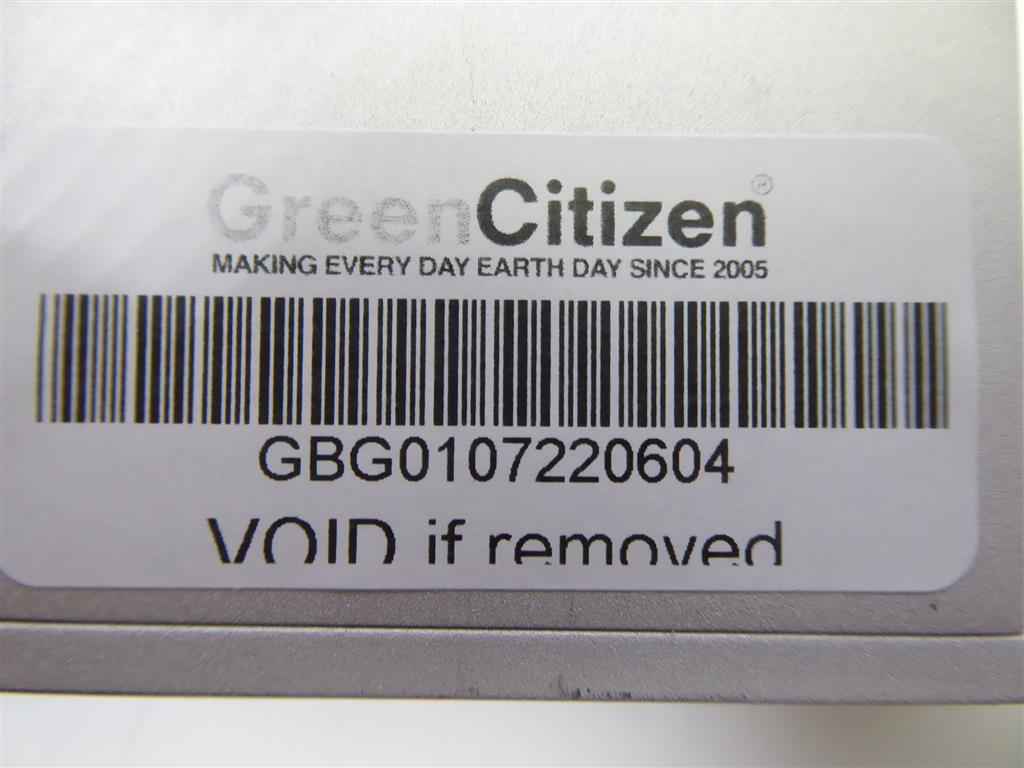 GreenCitizen®
MAKING EVERY DAY EARTH DAY SINCE 2005
GBG0107220604
VOID if removed